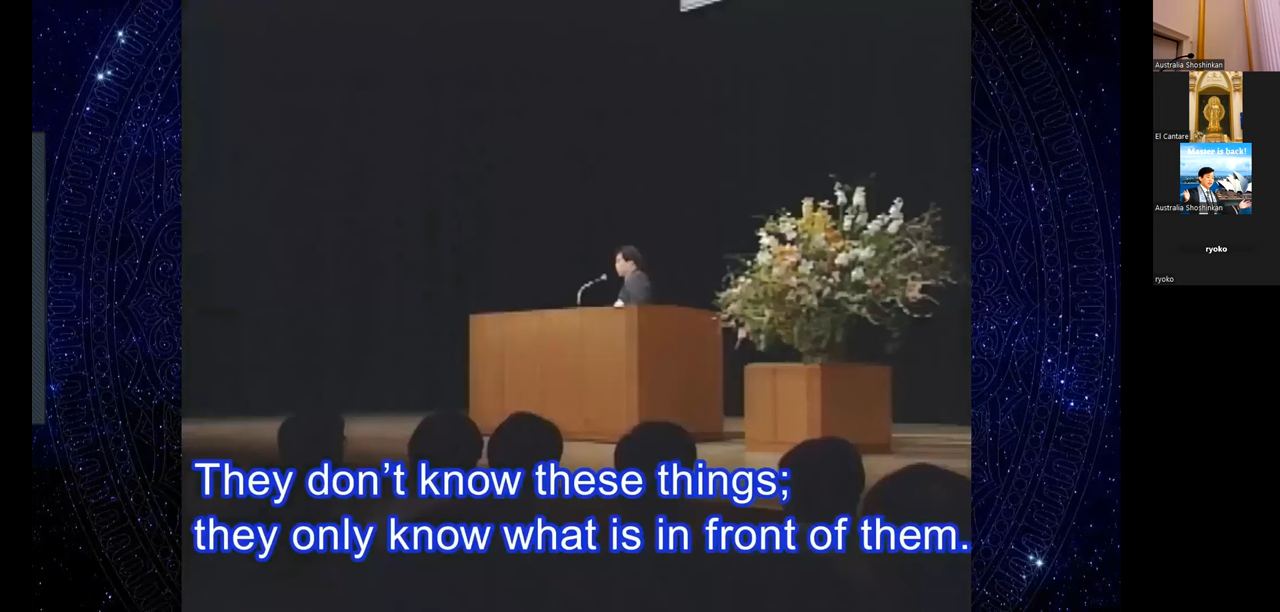 They don’t know these things;
they only know what is in front of them.
Australia Shoshinkan
El Cantare
Master is back!
Australia Shoshinkan
ryoko
ryoko